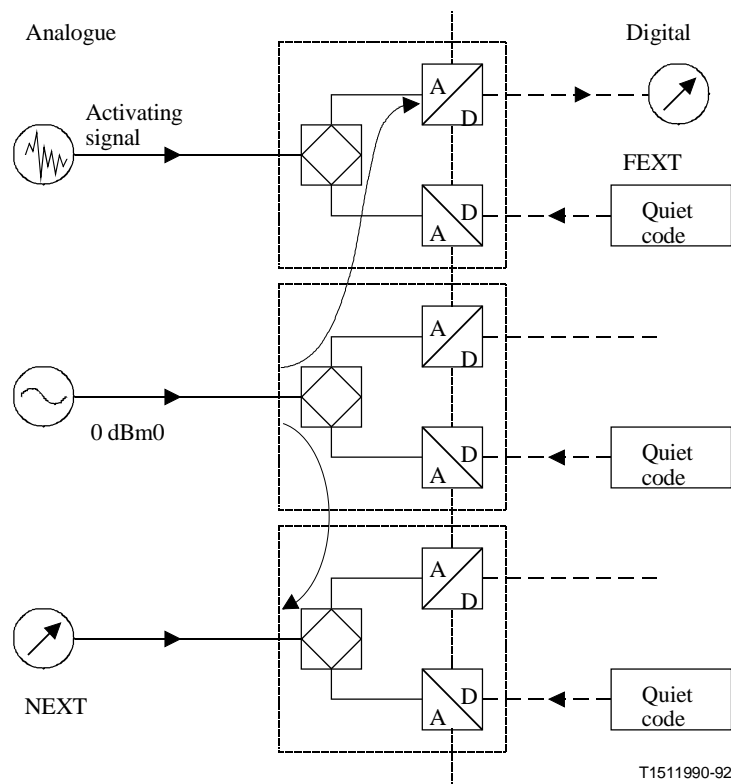 Analogue
Digital
Activating
signal
A
D
FEXT
D
A
Quiet
code
A
D
0 dBm0
D
A
Quiet
code
A
D
NEXT
D
A
Quiet
code
T1511990-92